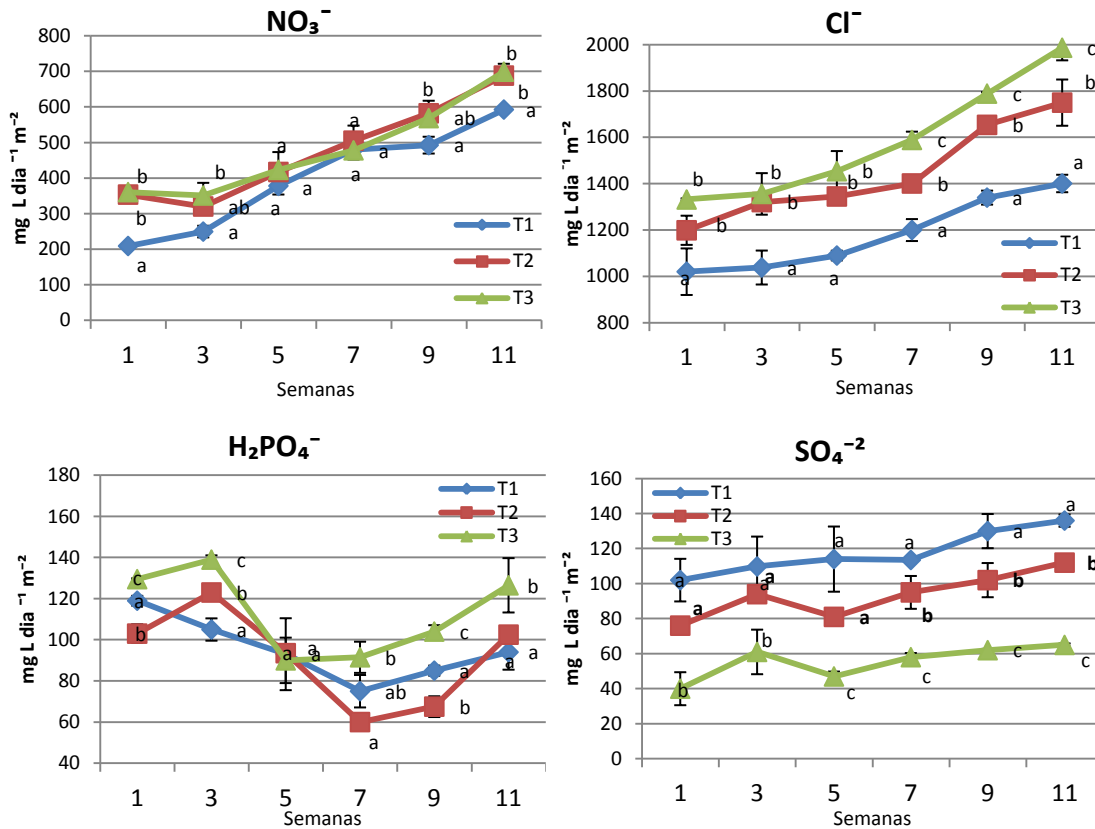 NO₃⁻
mg L dia ⁻¹ m⁻²
800
700
600
500
400
300
200
100
0
b
b
a
b
ab
a
a
a
a
a
a
a
b
ab
a
b
b
a
T1
T2
T3
1 3 5 7 9 11
Semanas
Cl⁻
mg L dia ⁻¹ m⁻²
2000
1800
1600
1400
1200
1000
800
b
b
a
b
b
a
b
b
a
c
b
a
c
b
a
c
b
a
T1
T2
T3
1 3 5 7 9 11
Semanas
H₂PO₄⁻
mg L dia ⁻¹ m⁻²
180
160
140
120
100
80
60
40
T1
T2
T3
c
a
b
c
b
a
a
a
a
b
ab
a
c
a
b
b
a
a
1 3 5 7 9 11
Semanas
SO₄⁻²
mg L dia ⁻¹ m⁻²
160
140
120
100
80
60
40
20
0
T1
T2
T3
a
a
b
a
a
b
a
a
c
a
b
c
a
b
c
a
b
c
1 3 5 7 9 11
Semanas